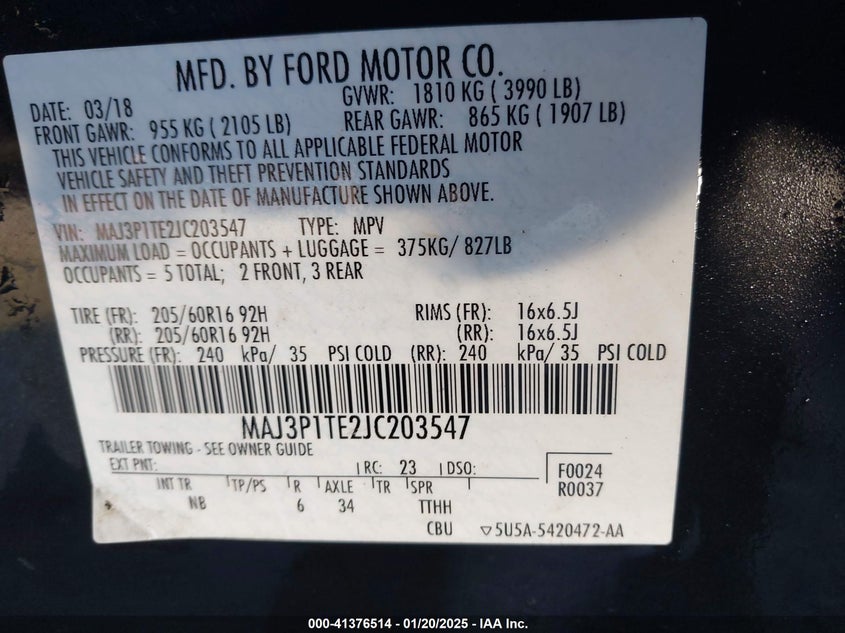 MFD. BY FORD MOTOR CO.
DATE: 03/18 GVWR: 1810 KG ( 3990 LB)
FRONT GAWR: 955 KG ( 2105 LB) REAR GAWR: 865 KG ( 1907 LB)
THIS VEHICLE CONFORMS TO ALL APPLICABLE FEDERAL MOTOR
VEHICLE SAFETY AND THEFT PREVENTION STANDARDS
IN EFFECT ON THE DATE OF MANUFACTURE SHOWN ABOVE.
VIN: MAJ3P1TE2JC203547 TYPE: MPV
MAXIMUM LOAD = OCCUPANTS + LUGGAGE = 375KG/ 827LB
OCCUPANTS = 5 TOTAL; 2 FRONT, 3 REAR
TIRE (FR): 205/60R16 92H RIMS (FR): 16x6.5J
(RR): 205/60R16 92H (RR): 16x6.5J
PRESSURE (FR): 240 kPa/ 35 PSI COLD (RR): 240 kPa/ 35 PSI COLD
MAJ3P1TE2JC203547
TRAILER TOWING - SEE OWNER GUIDE
EXT PNT: RC: 23 DSO: F0024
R0037
INT TR TP/PS R AXLE TR SPR
NB 6 34 TTHH
CBU ▽5U5A-5420472-AA
000-41376514 / 01/20/2025 - IAA Inc.